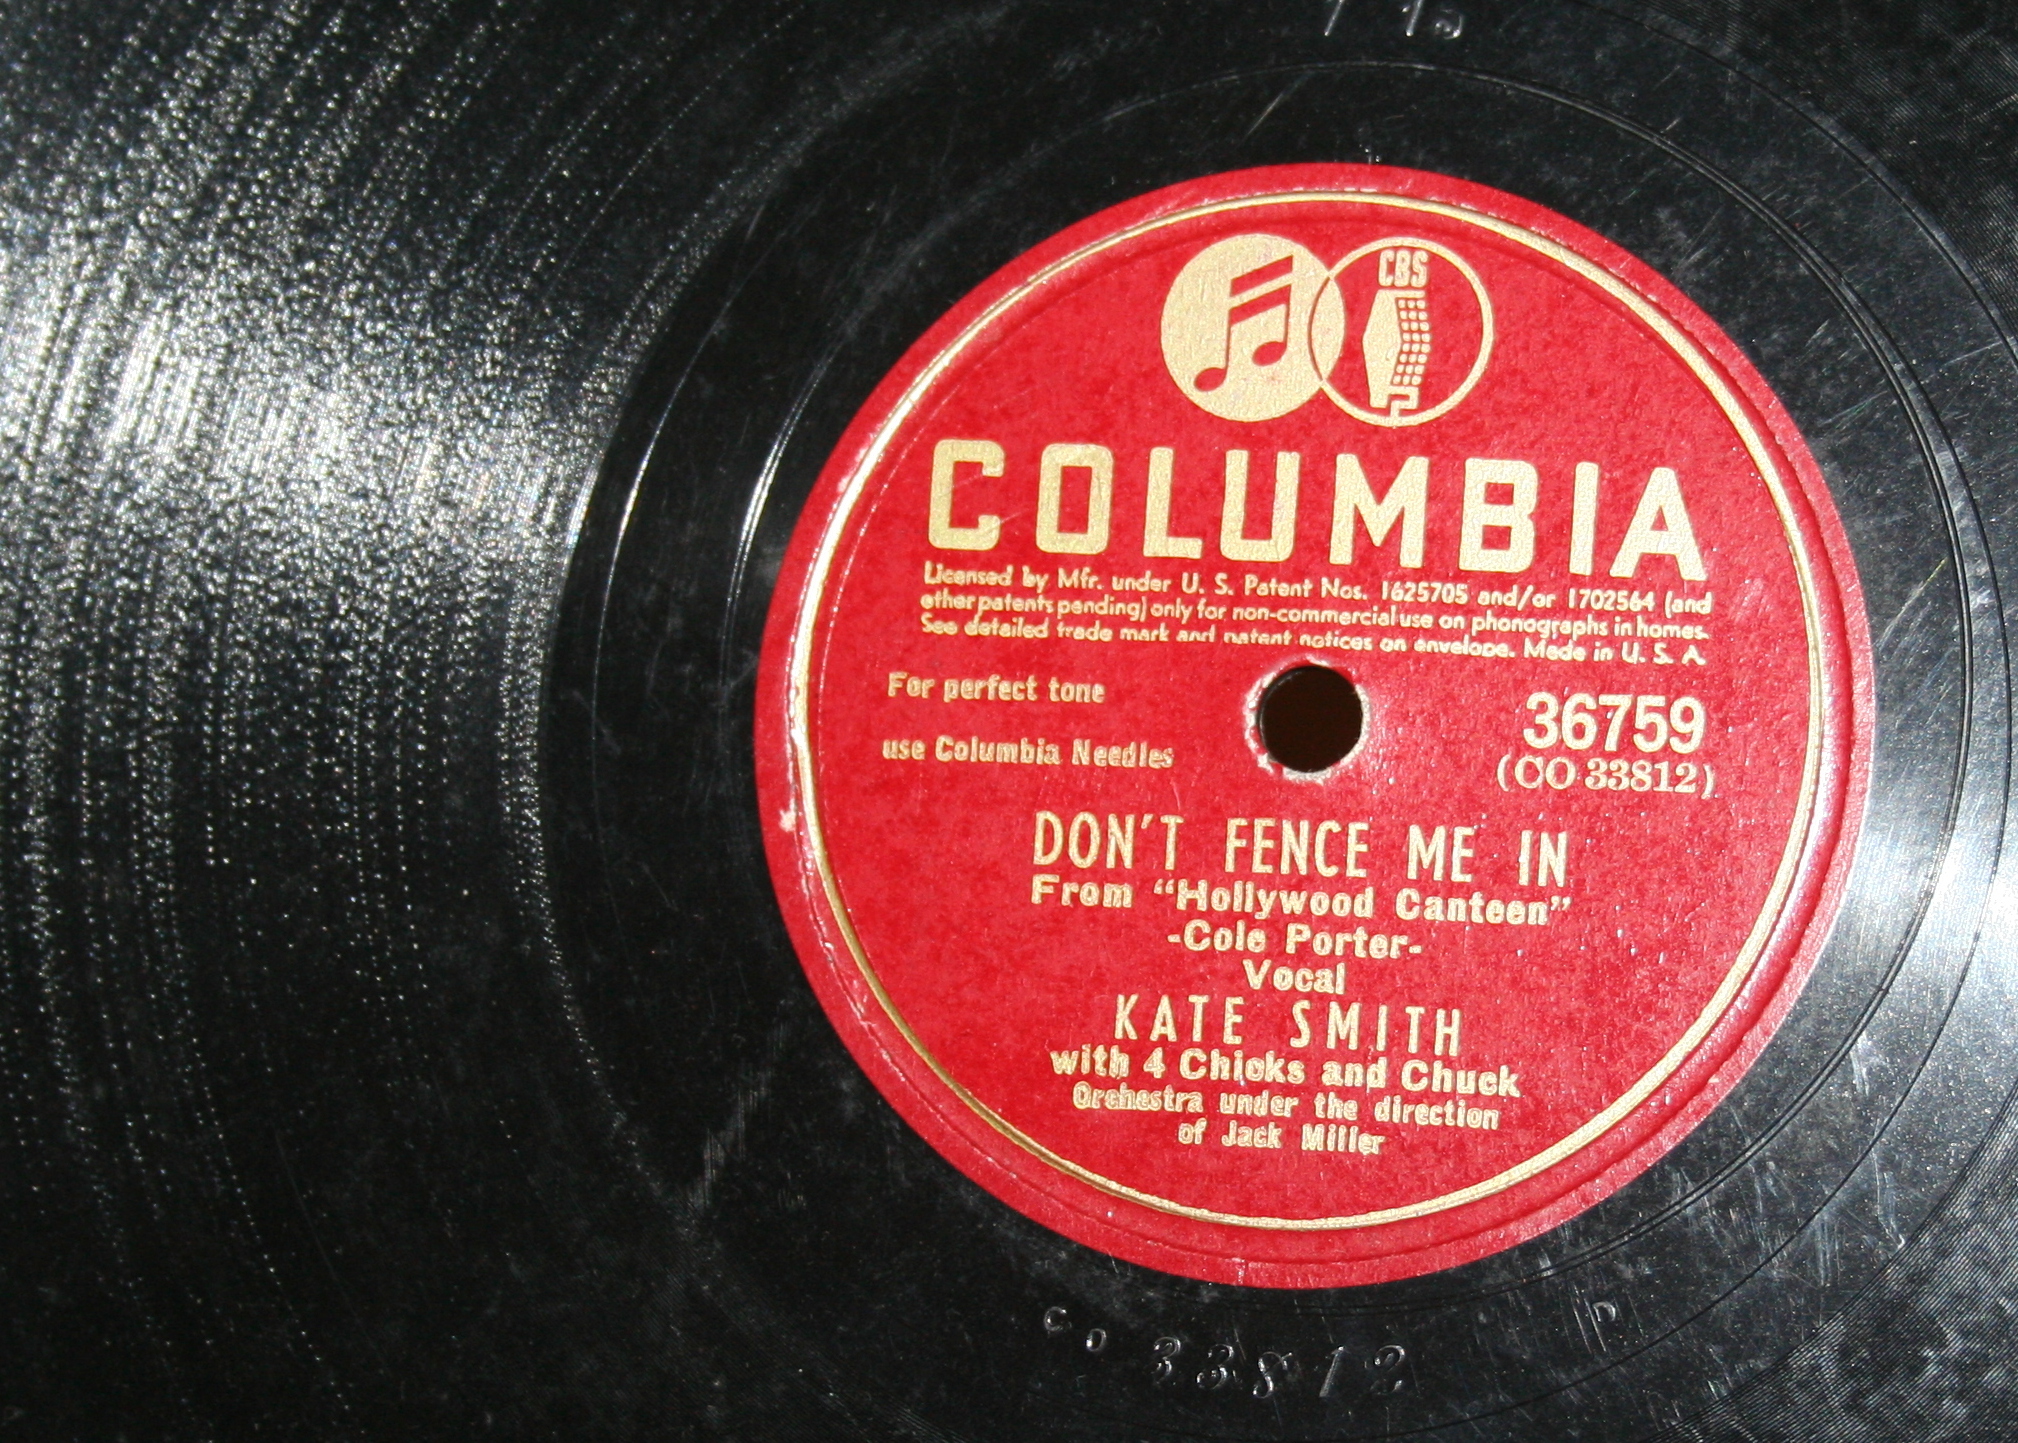 CBS
COLUMBIA
Licensed by Mfr. under U. S. Patent Nos. 1625705 and/or 1702564 (and
other patents pending) only for non-commercial use on phonographs in homes.
See detailed trade mark and patent notices on envelope. Made in U. S. A.
For perfect tone
use Columbia Needles
36759
(CO 33812)
DON'T FENCE ME IN
From “Hollywood Canteen”
-Cole Porter-
Vocal
KATE SMITH
with 4 Chicks and Chuck
Orchestra under the direction
of Jack Miller
CO 33812